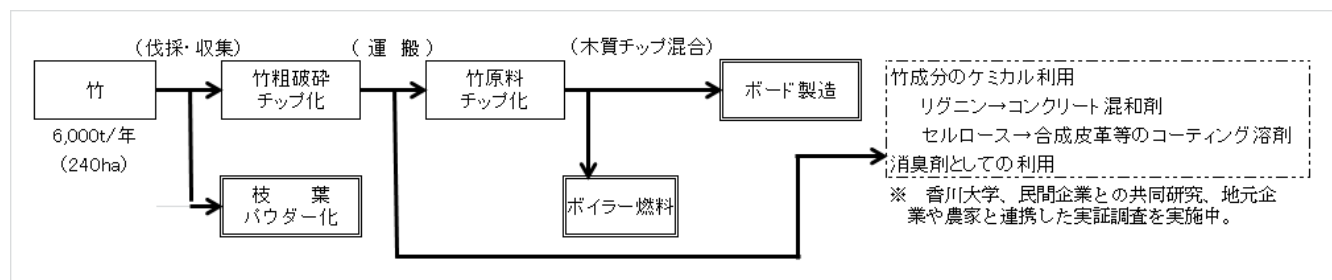 (伐採・収集)
(運搬)
(木質チップ混合)
竹
竹粗破砕
チップ化
竹原料
チップ化
ボード製造
6,000t/年
(240ha)
枝葉
パウダー化
ボイラー燃料
竹成分のケミカル利用
リグニン→コンクリート混和剤
セルロース→合成皮革等のコーティング溶剤
消臭剤としての利用
※ 香川大学、民間企業との共同研究、地元企
業や農家と連携した実証調査を実施中。